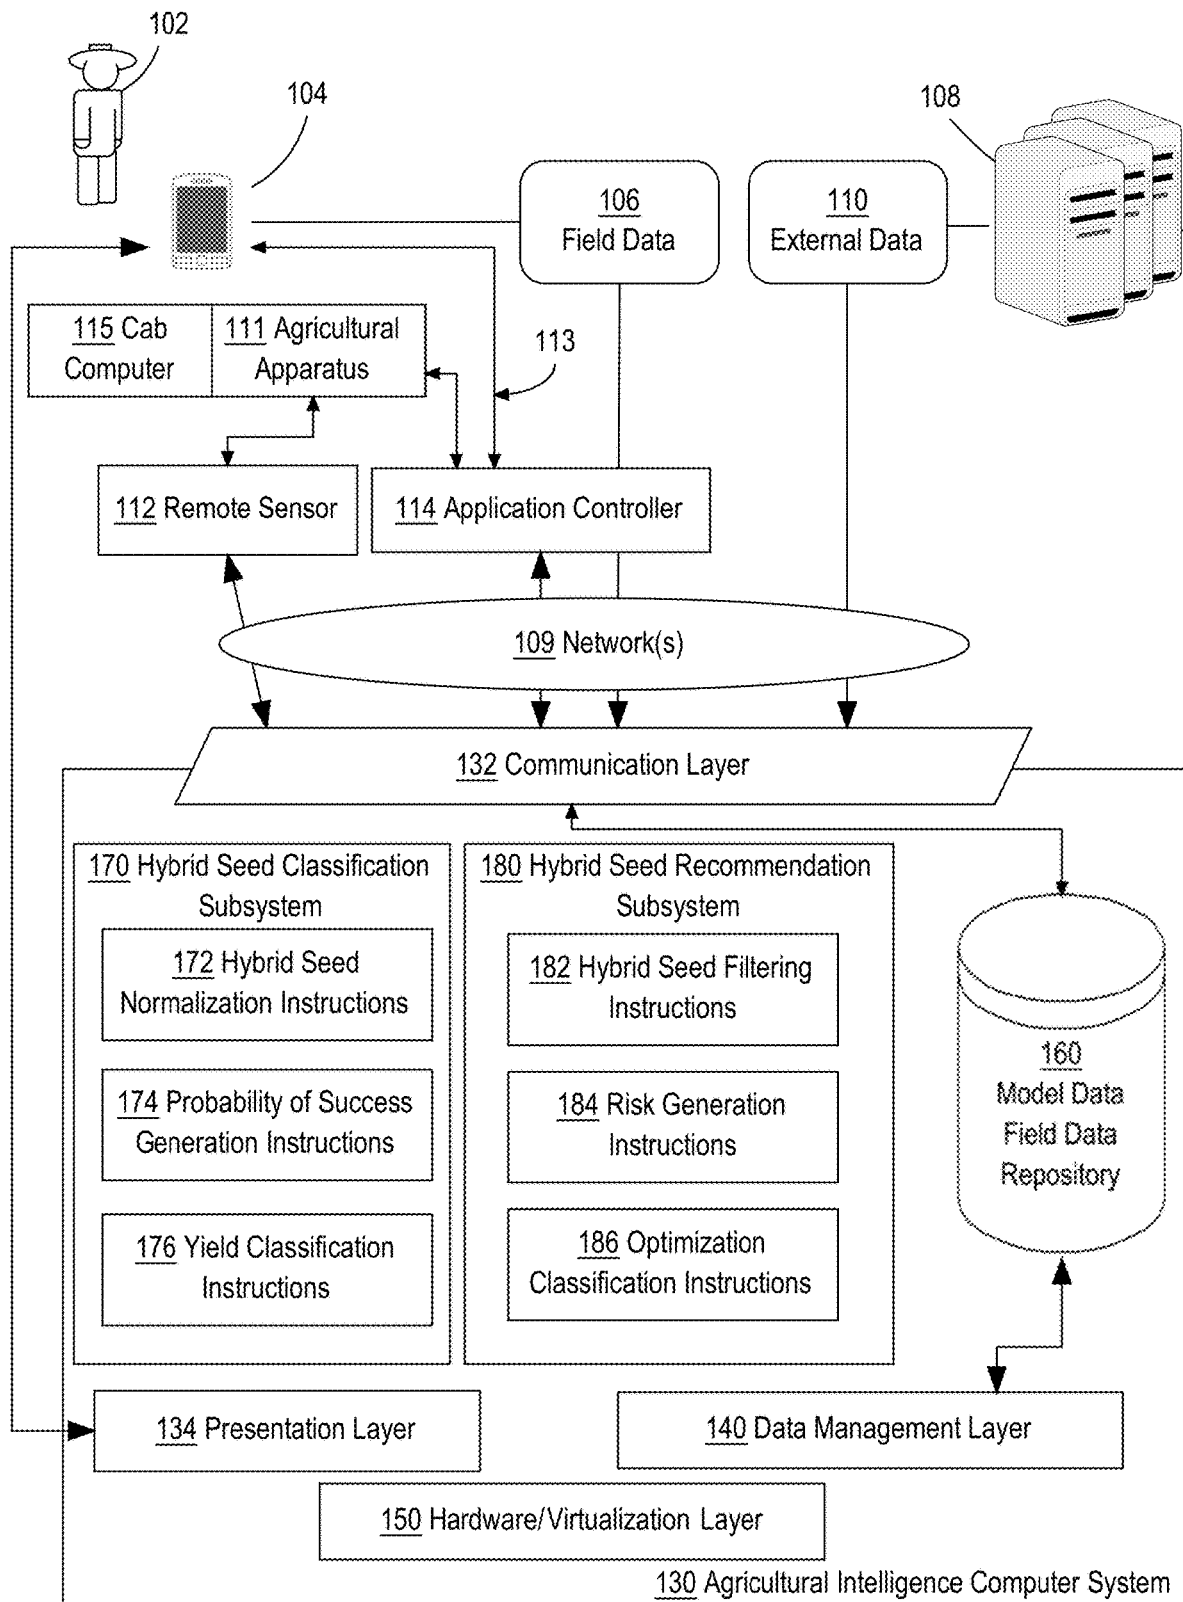 102
104
108
106
Field Data
110
External Data
115 Cab
Computer
111 Agricultural
Apparatus
113
112 Remote Sensor
114 Application Controller
109 Network(s)
132 Communication Layer
170 Hybrid Seed Classification
Subsystem
172 Hybrid Seed
Normalization Instructions
174 Probability of Success
Generation Instructions
176 Yield Classification
Instructions
180 Hybrid Seed Recommendation
Subsystem
182 Hybrid Seed Filtering
Instructions
184 Risk Generation
Instructions
186 Optimization
Classification Instructions
160
Model Data
Field Data
Repository
134 Presentation Layer
140 Data Management Layer
150 Hardware/Virtualization Layer
130 Agricultural Intelligence Computer System